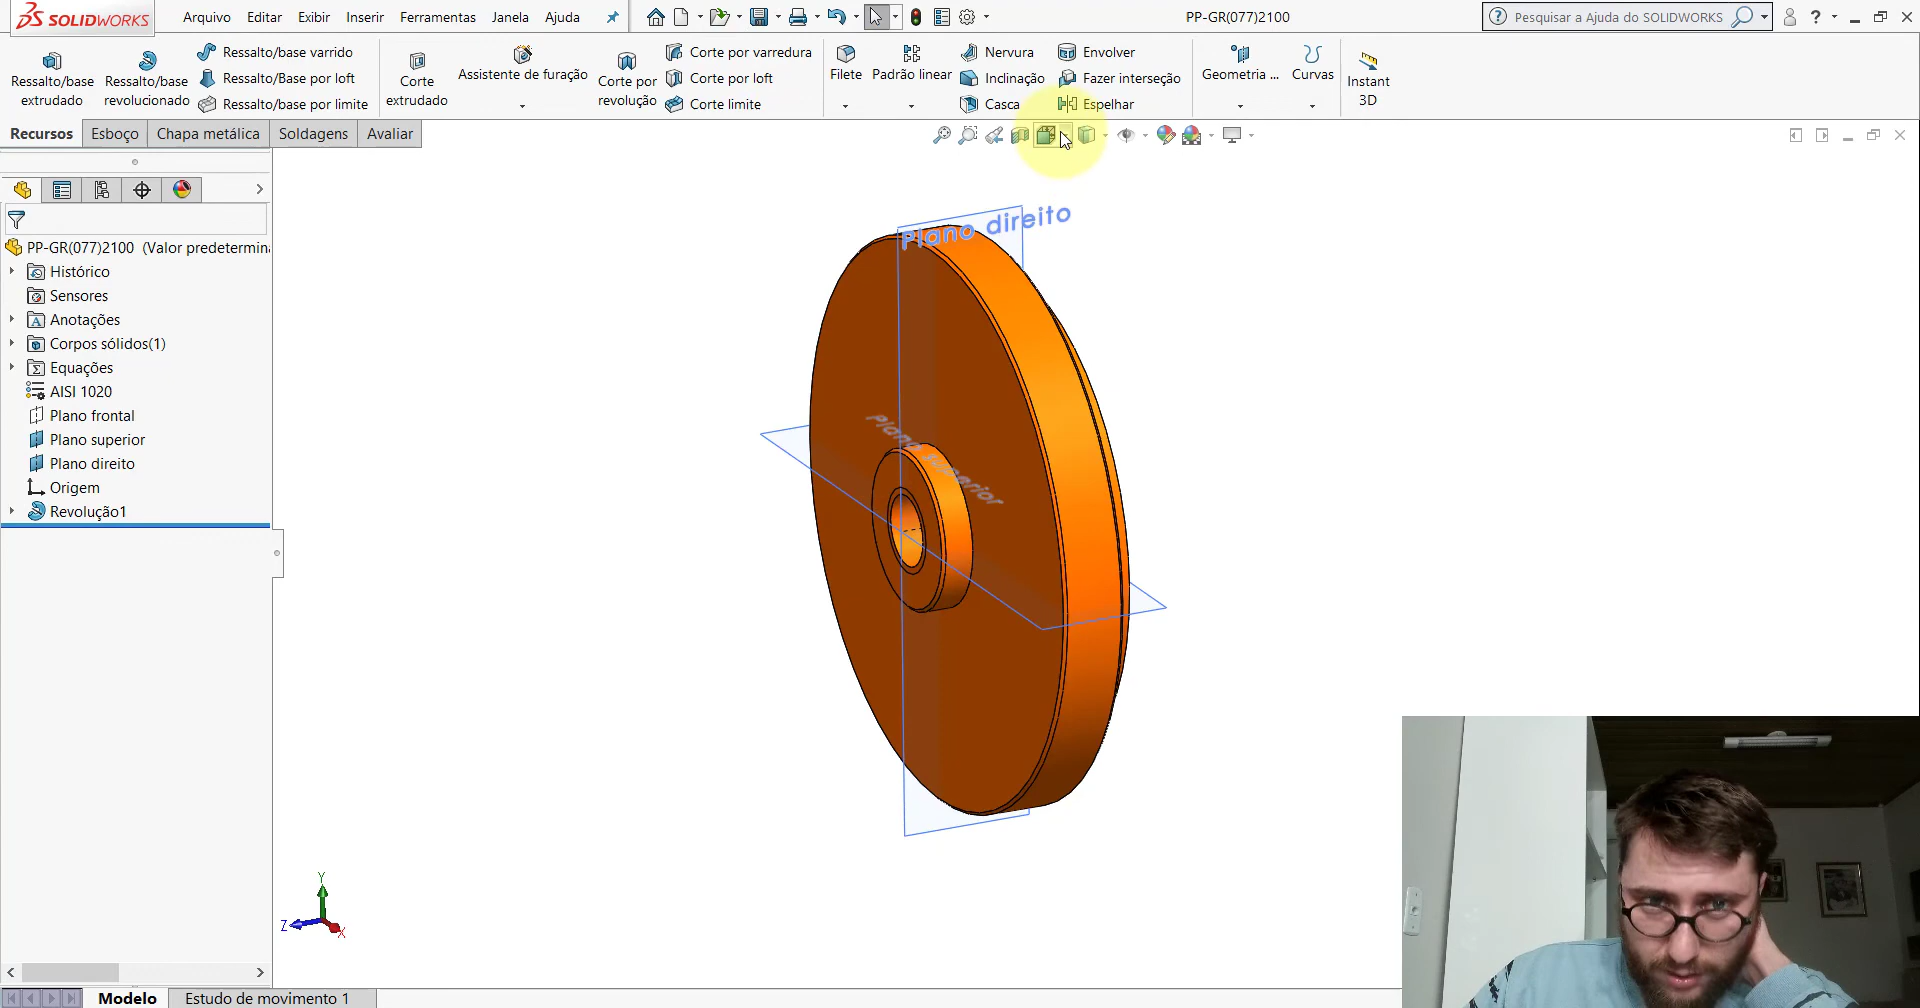 SOLIDWORKS
Arquivo Editar Exibir Inserir Ferramentas Janela Ajuda
PP-GR(077)2100
Pesquisar a Ajuda do SOLIDWORKS
Ressalto/base extrudado
Ressalto/base revolucionado
Ressalto/base varrido
Ressalto/Base por loft
Ressalto/base por limite
Corte extrudado
Assistente de furação
Corte por revolução
Corte por varredura
Corte por loft
Corte limite
Filete
Padrão linear
Nervura
Inclinação
Casca
Envolver
Fazer interseção
Espelhar
Geometria ...
Curvas
Instant 3D
Recursos Esboço Chapa metálica Soldagens Avaliar
PP-GR(077)2100 (Valor predetermina
Histórico
Sensores
Anotações
Corpos sólidos(1)
Equações
AISI 1020
Plano frontal
Plano superior
Plano direito
Origem
Revolução1
Plano direito
Plano superior
Y
Z
X
Modelo Estudo de movimento 1